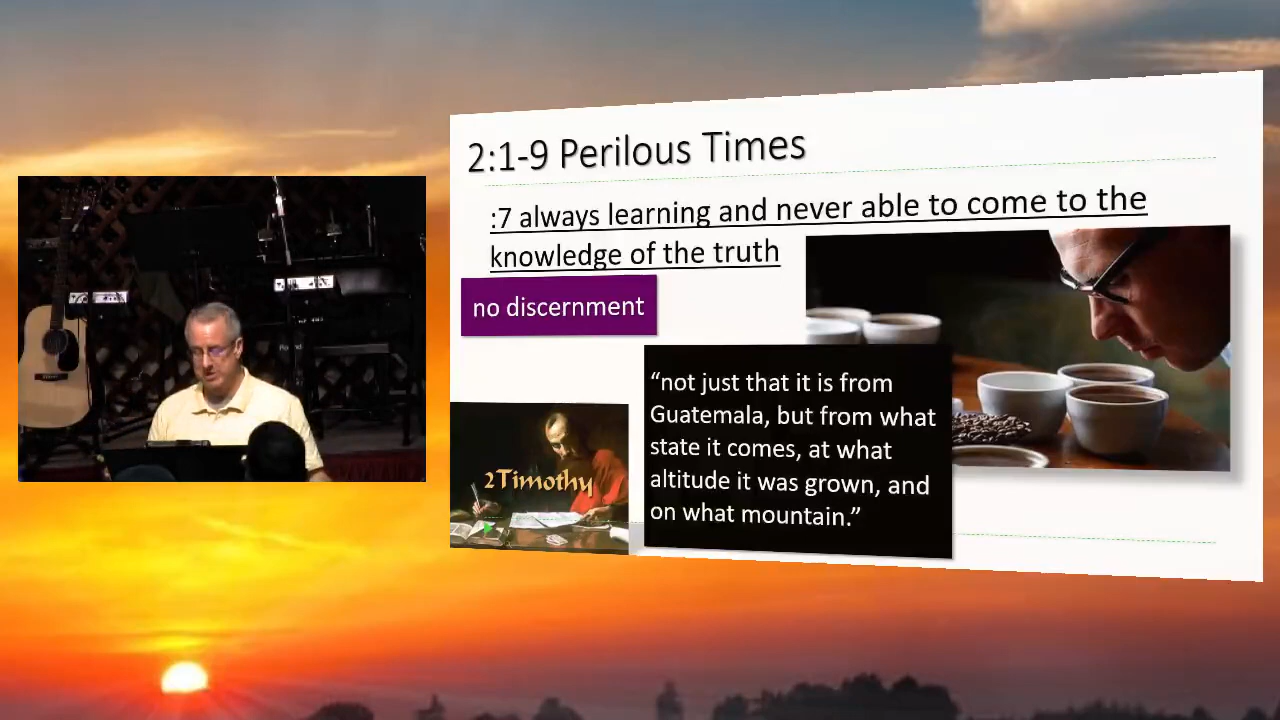 2:1-9 Perilous Times
:7 always learning and never able to come to the
knowledge of the truth
no discernment
“not just that it is from
Guatemala, but from what
state it comes, at what
altitude it was grown, and
on what mountain.”
2Timothy